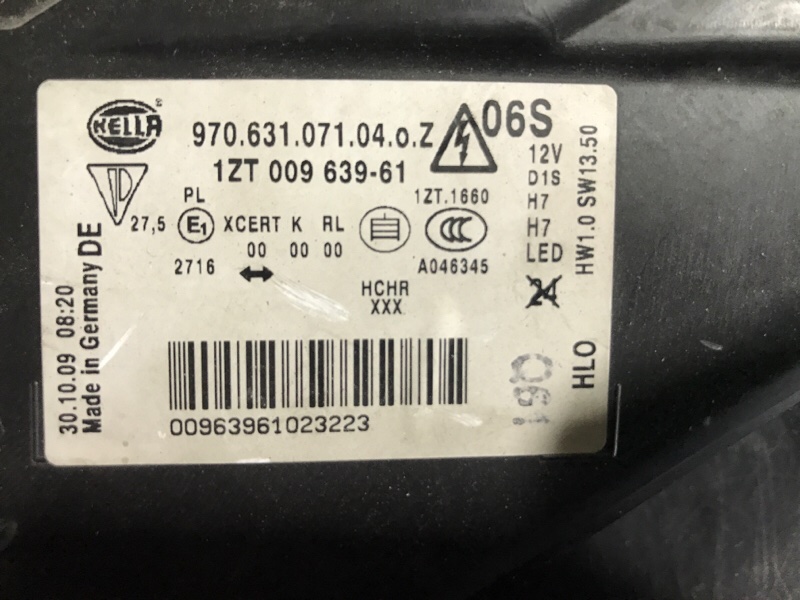 HELLA
®
970.631.071.04.o.Z
06S
1ZT 009 639-61
12V
D1S
H7
H7
LED
24
HW1.0 SW13.50
PL
1ZT.1660
27,5
E1
XCERT K RL
00 00 00
CCC
2716
A046345
HCHR
XXX
30.10.09 08:20
Made in Germany DE
HLO
00963961023223